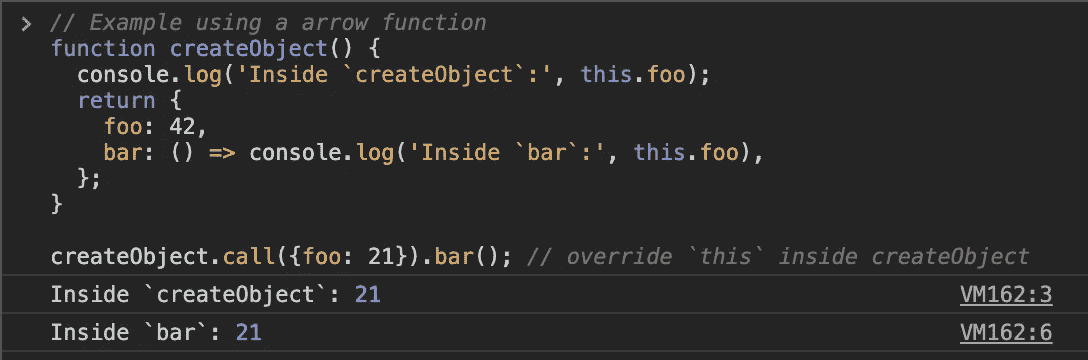 > // Example using a arrow function
function createObject() {
  console.log('Inside `createObject`:', this.foo);
  return {
    foo: 42,
    bar: () => console.log('Inside `bar`:', this.foo),
  };
}

createObject.call({foo: 21}).bar(); // override `this` inside createObject
Inside `createObject`: 21 VM162:3
Inside `bar`: 21 VM162:6